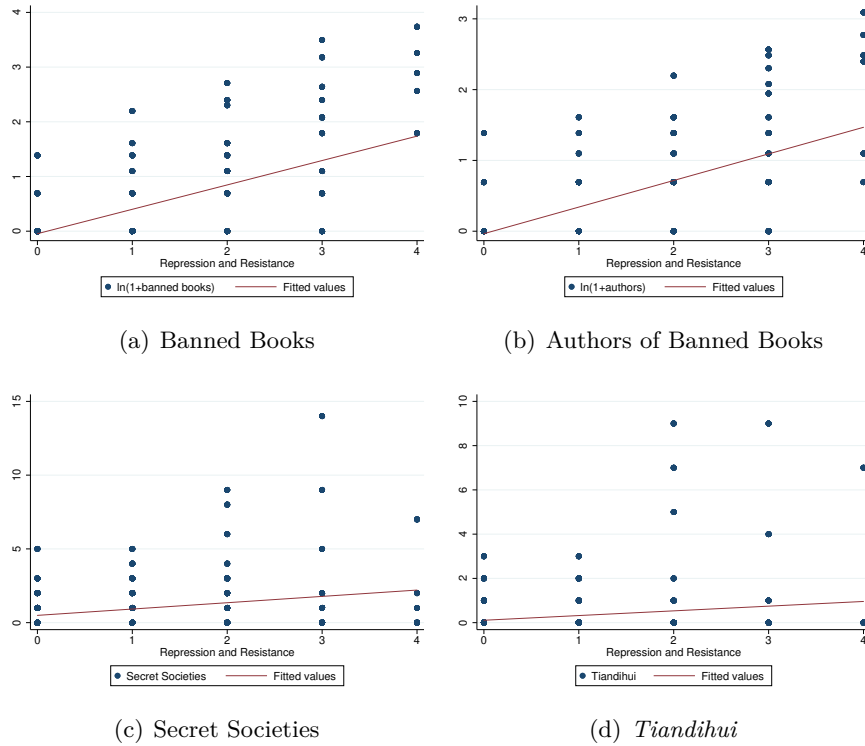 4
3
2
1
0
0 1 2 3 4
Repression and Resistance
ln(1+banned books) Fitted values
(a) Banned Books
3
2
1
0
0 1 2 3 4
Repression and Resistance
ln(1+authors) Fitted values
(b) Authors of Banned Books
15
10
5
0
0 1 2 3 4
Repression and Resistance
Secret Societies Fitted values
(c) Secret Societies
10
8
6
4
2
0
0 1 2 3 4
Repression and Resistance
Tiandihui Fitted values
(d) Tiandihui